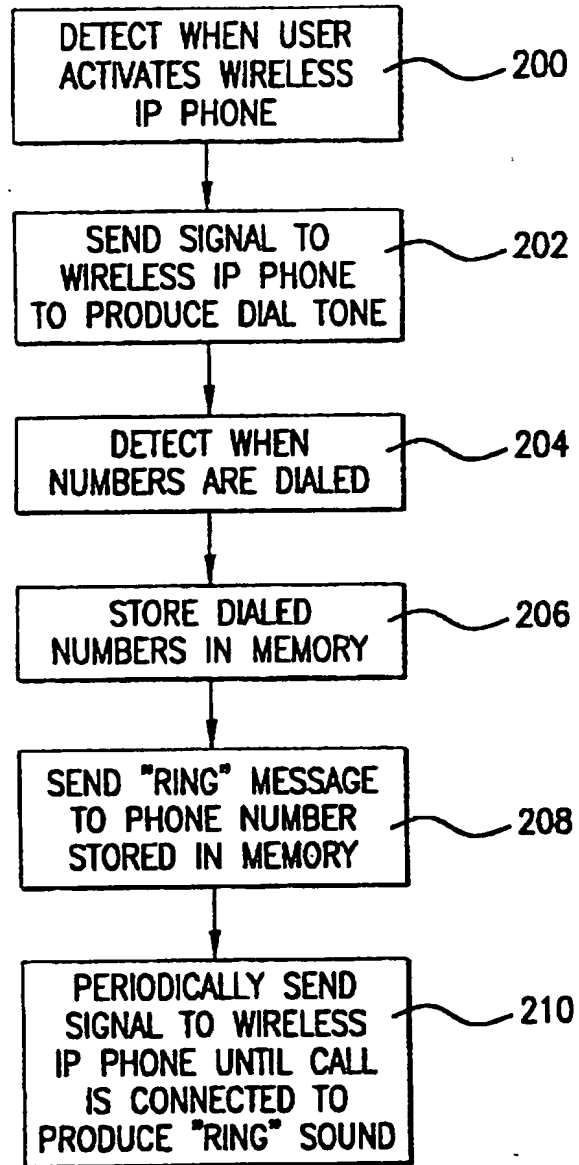 DETECT WHEN USER
ACTIVATES WIRELESS
IP PHONE
200
SEND SIGNAL TO
WIRELESS IP PHONE
TO PRODUCE DIAL TONE
202
DETECT WHEN
NUMBERS ARE DIALED
204
STORE DIALED
NUMBERS IN MEMORY
206
SEND "RING" MESSAGE
TO PHONE NUMBER
STORED IN MEMORY
208
PERIODICALLY SEND
SIGNAL TO WIRELESS
IP PHONE UNTIL CALL
IS CONNECTED TO
PRODUCE "RING" SOUND
210